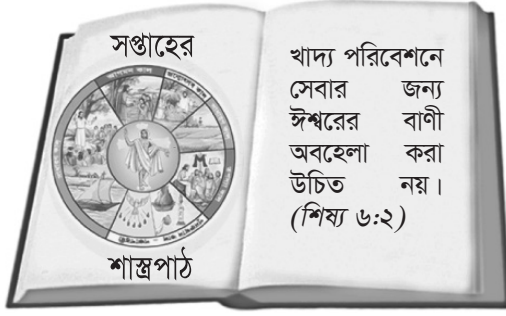 সপ্তাহের
শাস্ত্রপাঠ
খাদ্য পরিবেশনে
সেবার জন্য
ঈশ্বরের বাণী
অবহেলা করা
উচিত নয়।
(শিষ্য ৬:২)